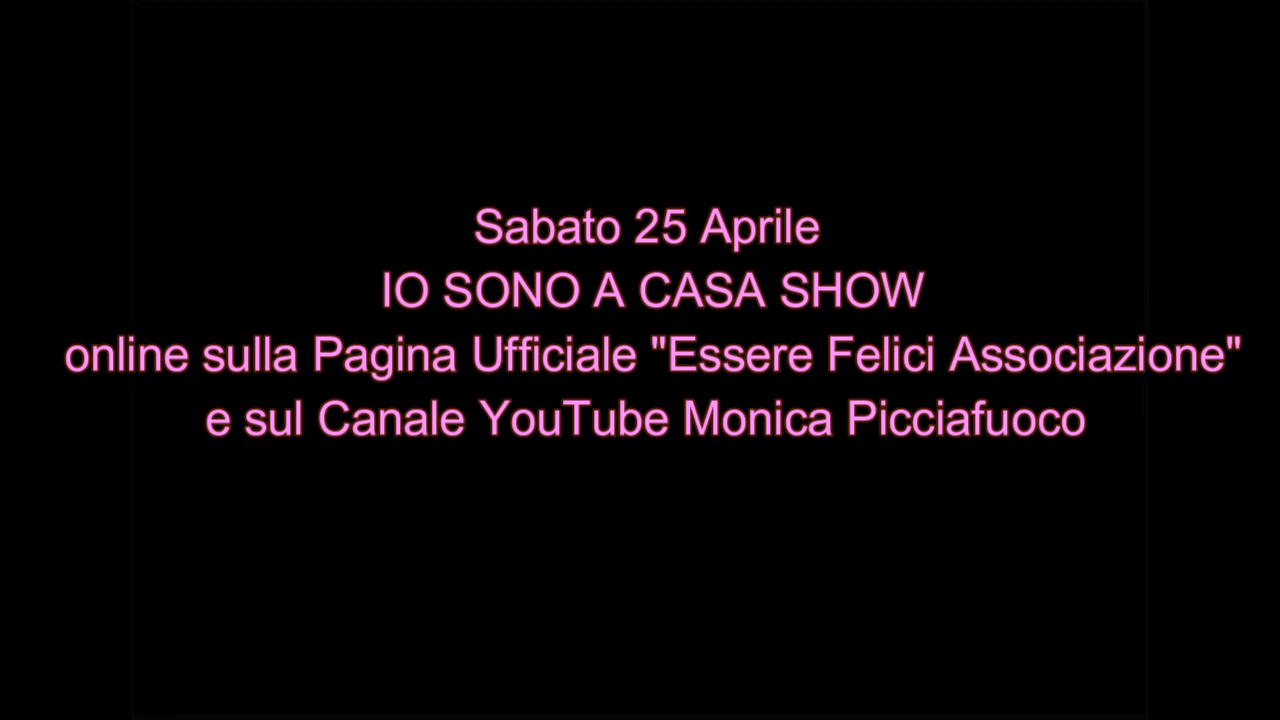 Sabato 25 Aprile
IO SONO A CASA SHOW
online sulla Pagina Ufficiale "Essere Felici Associazione"
e sul Canale YouTube Monica Picciafuoco